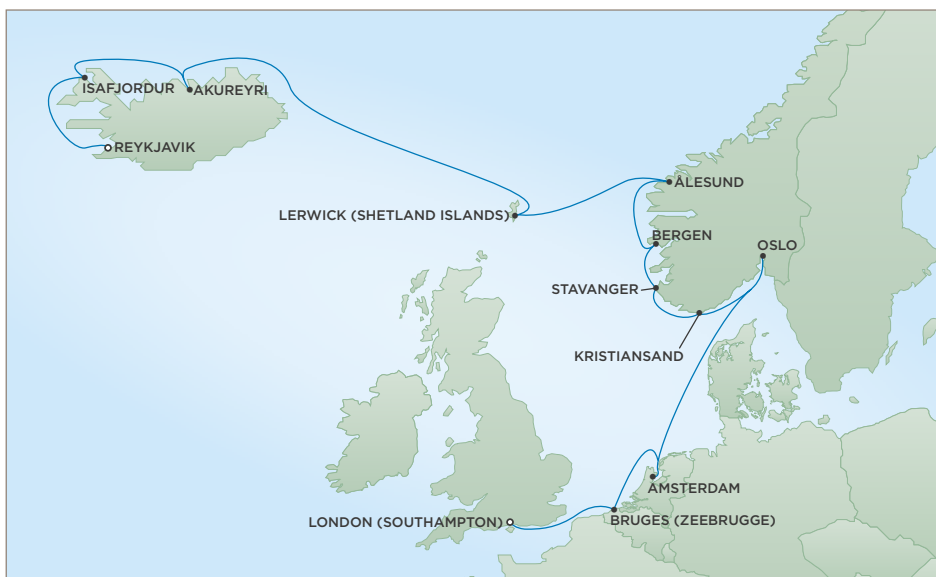 ISAFJORDUR
AKUREYRI
REYKJAVIK
ÅLESUND
LERWICK (SHETLAND ISLANDS)
BERGEN
OSLO
STAVANGER
KRISTIANSAND
AMSTERDAM
LONDON (SOUTHAMPTON)
BRUGES (ZEEBRUGGE)